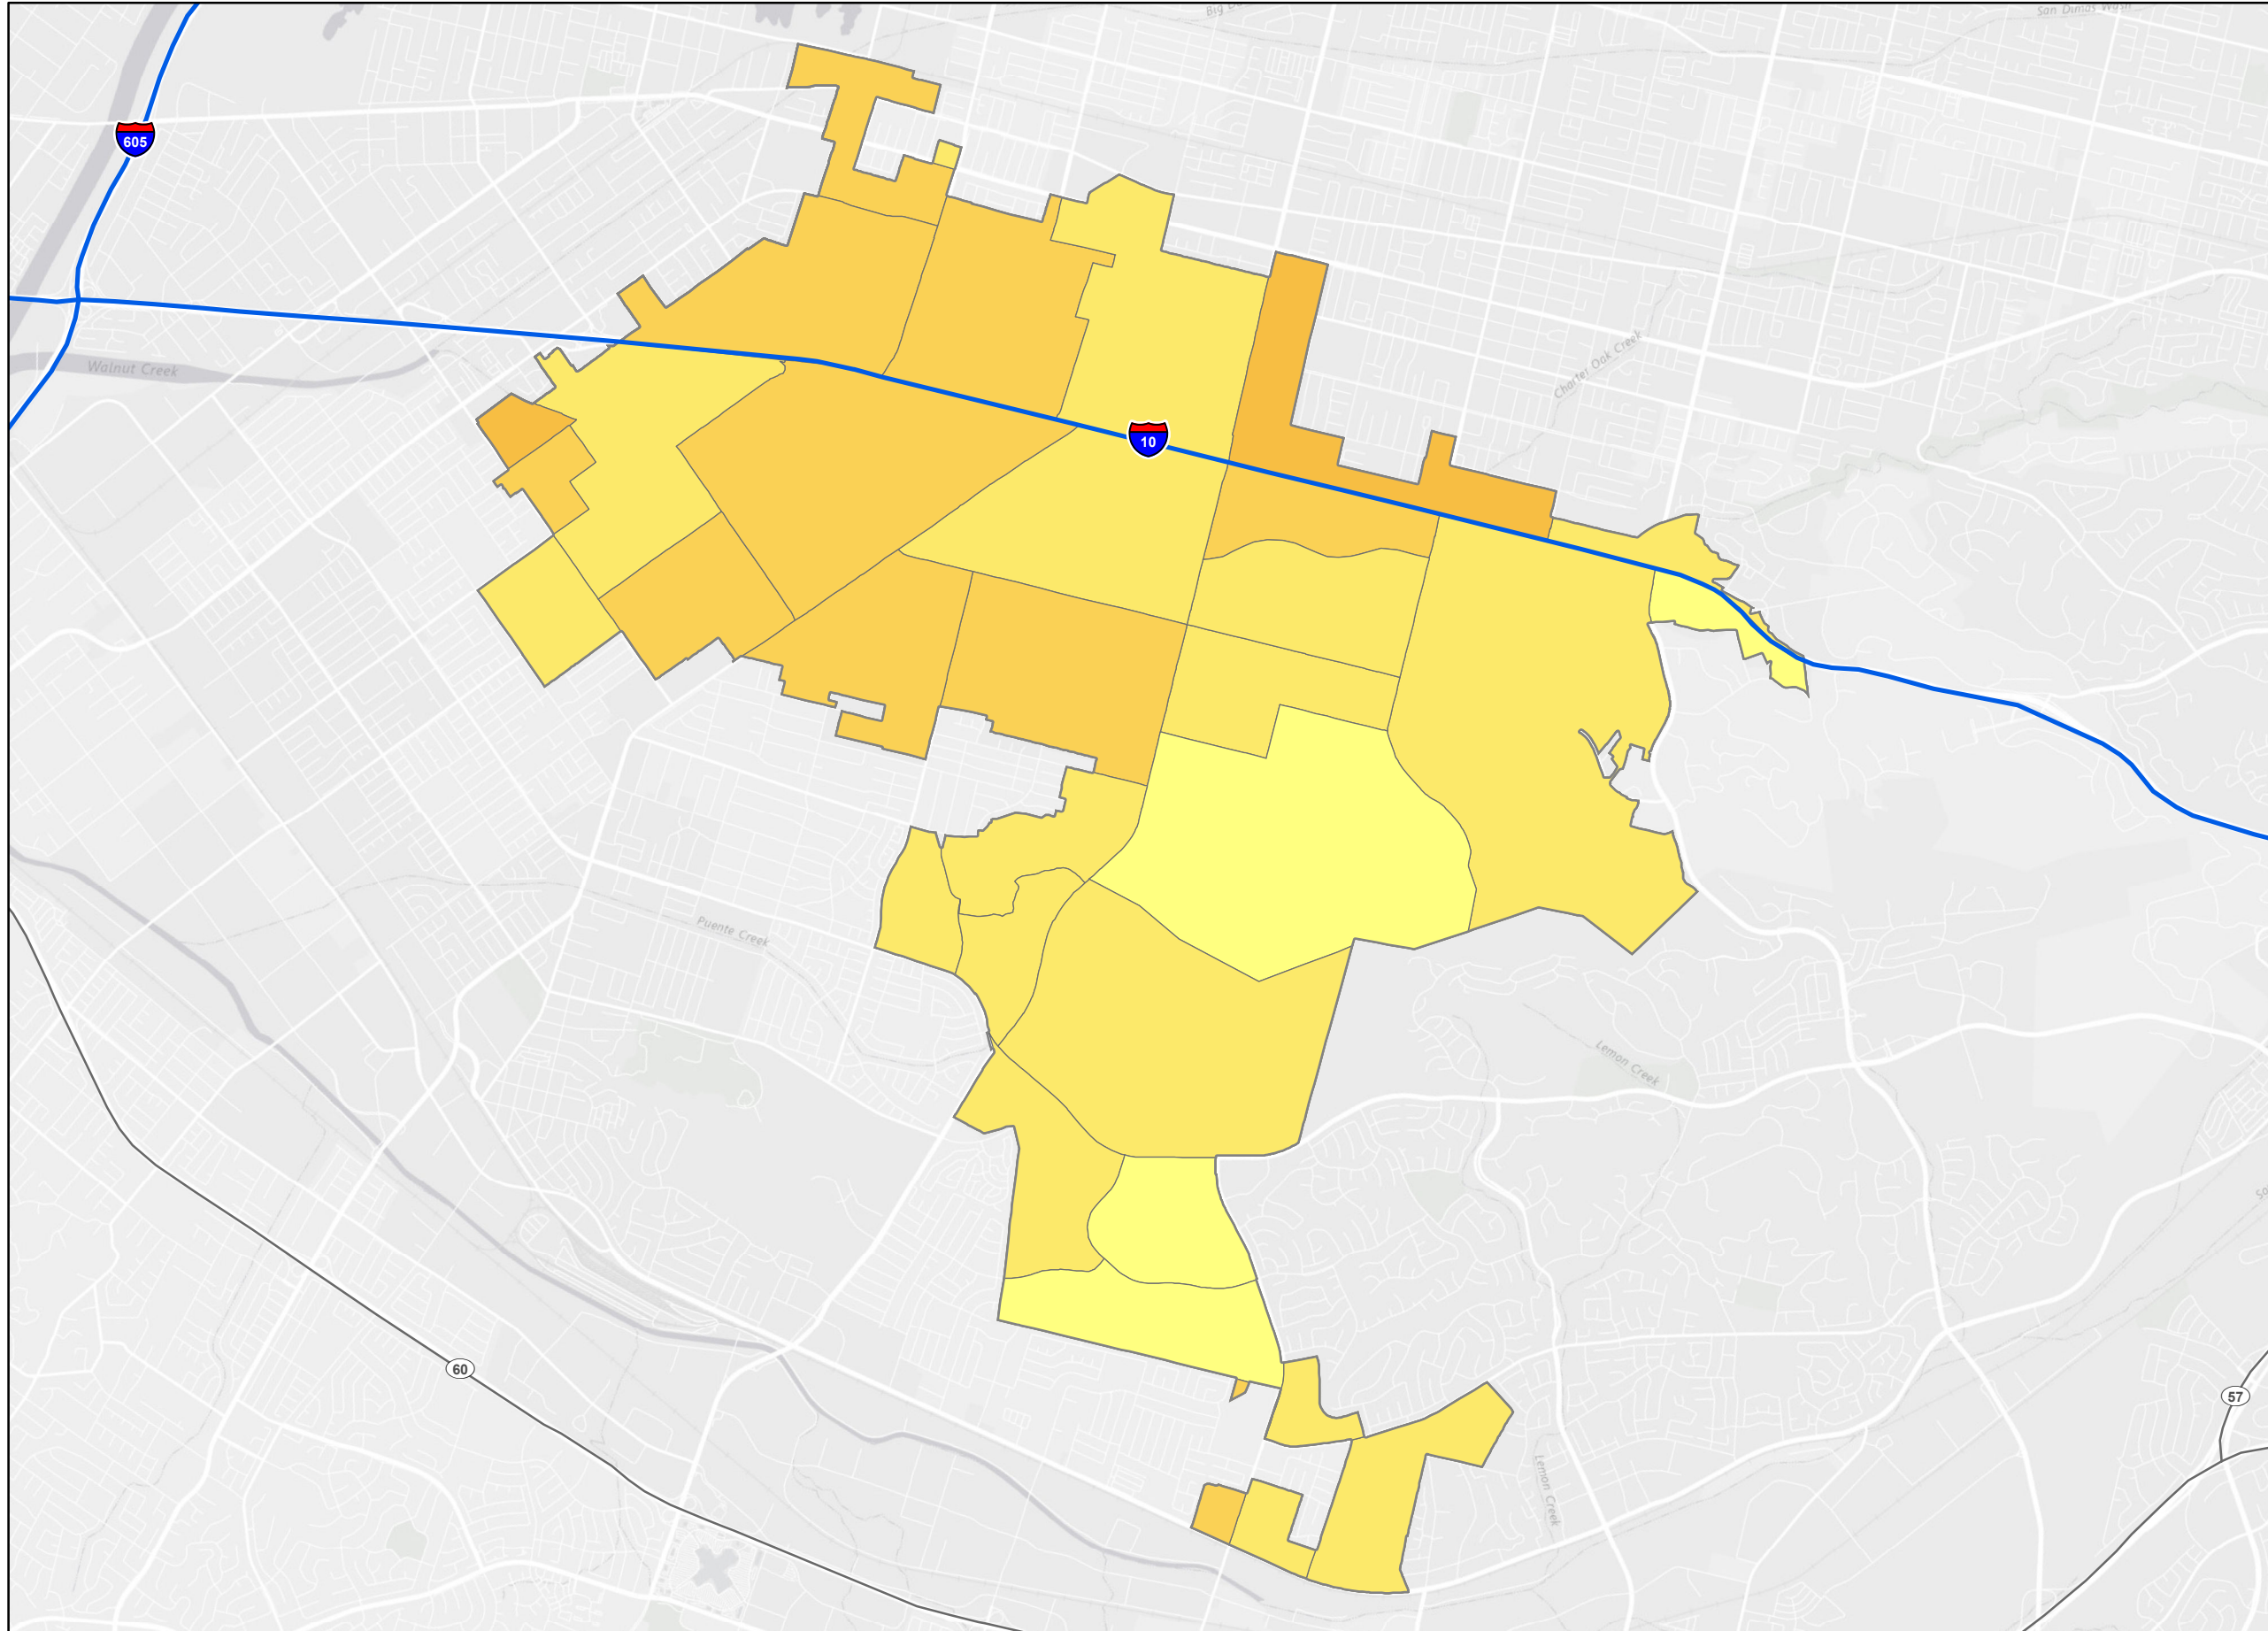 San Dimas Wash
605
Charter Oak Creek
Walnut Creek
10
Puente Creek
Lemon Creek
60
57
Lemon Creek